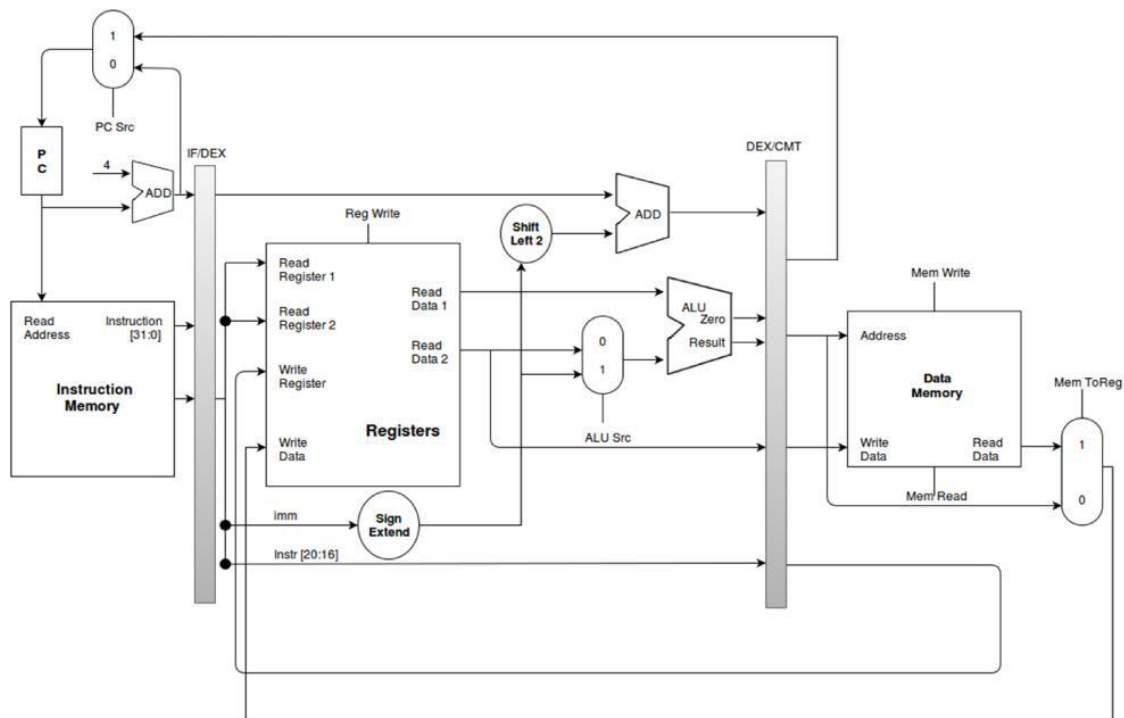 1
0
PC Src
P
C
4
ADD
IF/DEX
DEX/CMT
Reg Write
Shift
Left 2
ADD
Read
Register 1
Read
Register 2
Write
Register
Write
Data
Read
Data 1
Read
Data 2
Registers
Read
Address
Instruction
[31:0]
Instruction
Memory
0
1
ALU Src
ALU
Zero
Result
Mem Write
Address
Data
Memory
Write
Data
Read
Data
Mem Read
Mem ToReg
1
0
imm
Sign
Extend
Instr [20:16]